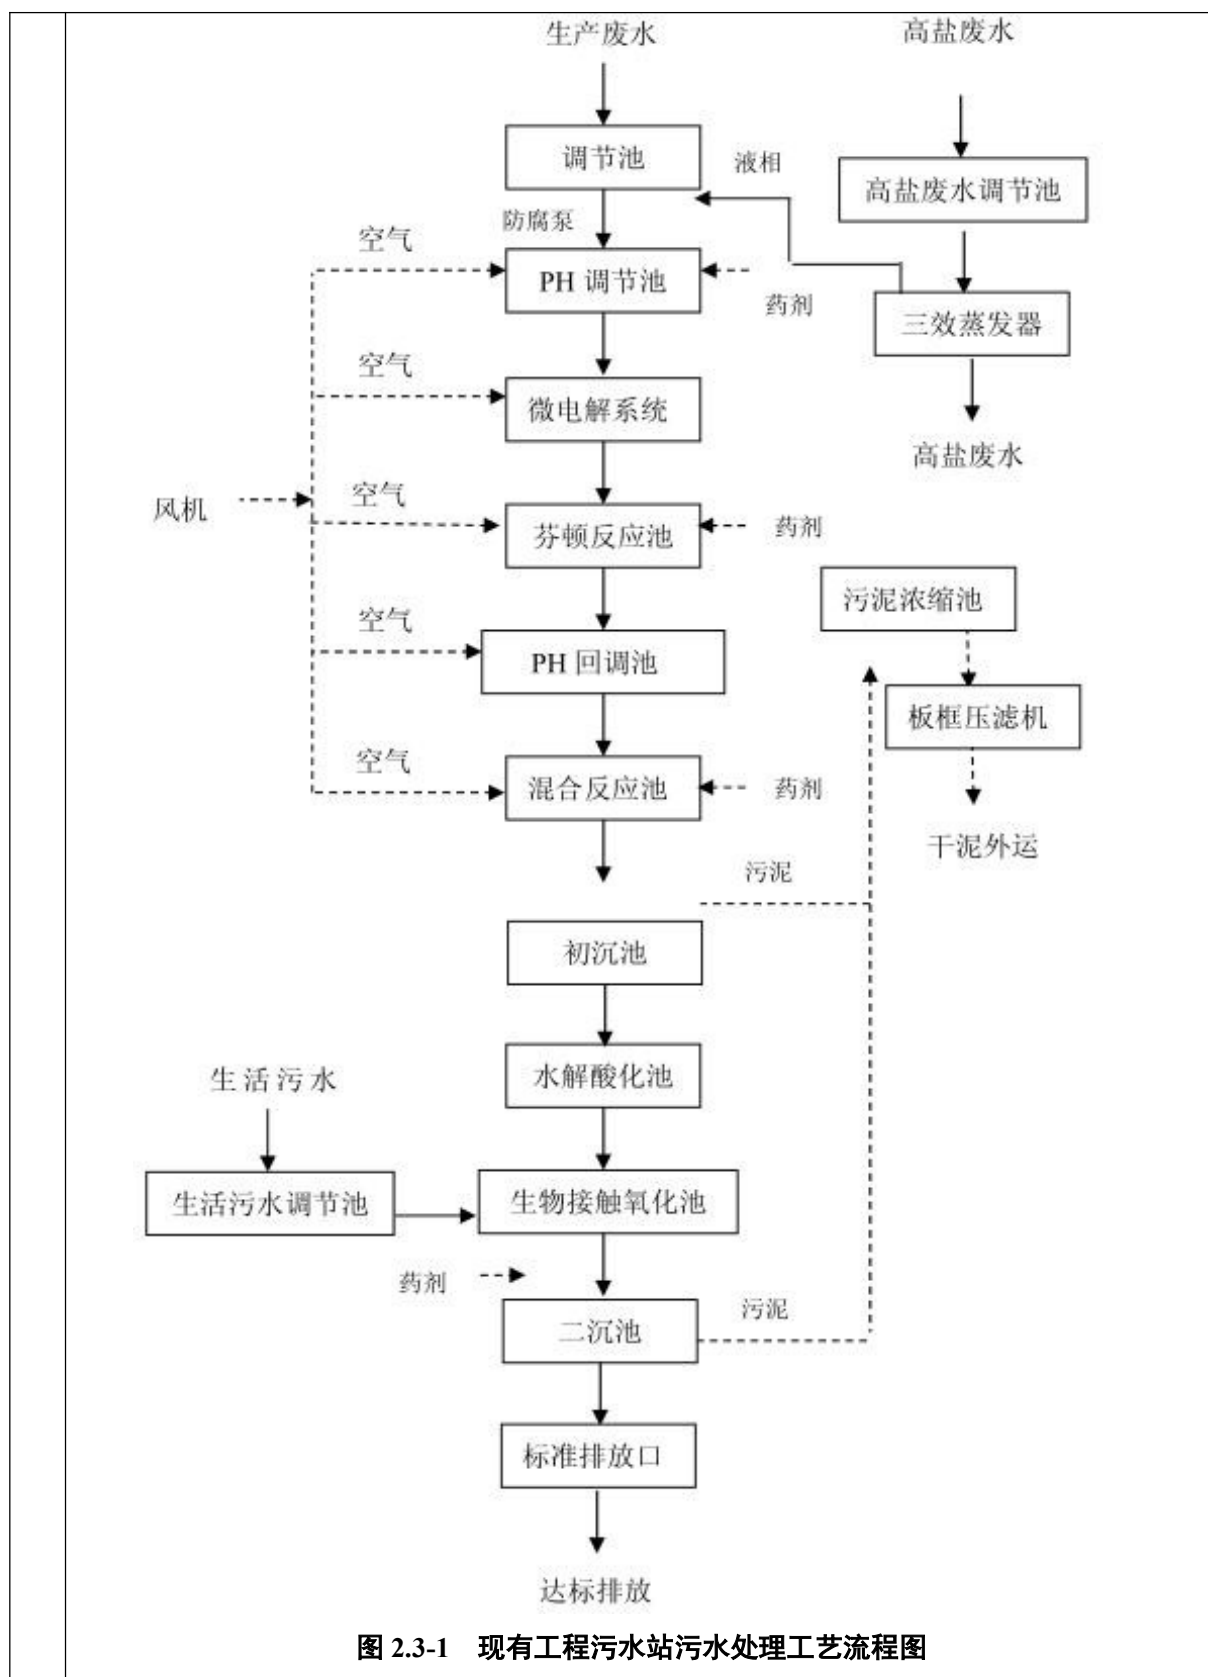 生产废水
高盐废水
调节池
液相
高盐废水调节池
防腐泵
空气
PH 调节池
药剂
三效蒸发器
空气
微电解系统
高盐废水
风机
空气
芬顿反应池
药剂
污泥浓缩池
空气
PH 回调池
板框压滤机
空气
混合反应池
药剂
干泥外运
污泥
初沉池
水解酸化池
生活污水
生活污水调节池
生物接触氧化池
药剂
二沉池
污泥
标准排放口
达标排放
图 2.3-1 现有工程污水站污水处理工艺流程图